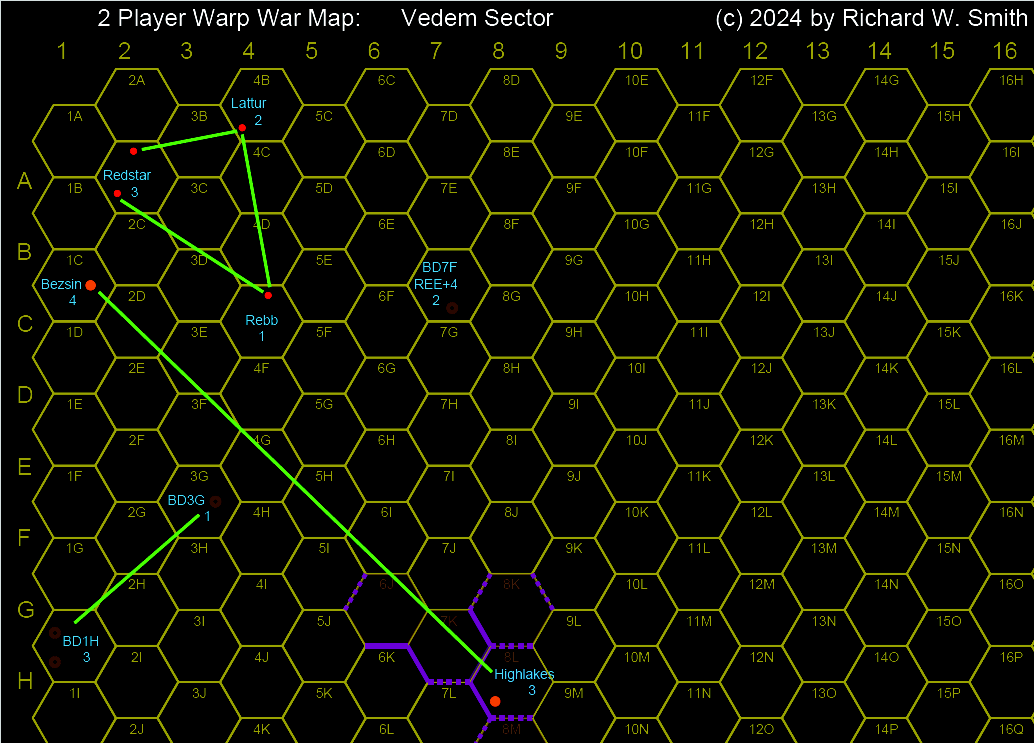 2 Player Warp War Map: Vedem Sector (c) 2024 by Richard W. Smith
1 2 3 4 5 6 7 8 9 10 11 12 13 14 15 16
2A 4B 6C 8D 10E 12F 14G 16H
1A 3B 5C 7D 9E 11F 13G 15H
Lattur
2
4C 6D 8E 10F 12G 14H 16I
A
Redstar
3
1B 3C 5D 7E 9F 11G 13H 15I
2C 4D 6E 8F 10G 12H 14I 16J
B
1C 3D 5E 9G 11H 13I 15J
BD7F
REE+4
2
Bezsin
4
2D 6F 8G 10H 12I 14J 16K
Rebb
1
C
1D 3E 5F 7G 9H 11I 13J 15K
2E 4F 6G 8H 10I 12J 14K 16L
D
1E 3F 5G 7H 9I 11J 13K 15L
2F 4G 6H 8I 10J 12K 14L 16M
E
1F 3G 5H 7I 9J 11K 13L 15M
BD3G
1
2G 4H 6I 8J 10K 12L 14M 16N
F
1G 3H 5I 7J 9K 11L 13M 15N
2H 4I 6J 8K 10L 12M 14N 16O
G
3I 5J 7K 9L 11M 13N 15O
BD1H
3
2I 4J 6K 8L 10M 12N 14O 16P
Highlakes
3
H
1I 3J 5K 7L 9M 11N 13O 15P
2J 4K 6L 8M 10N 12O 14P 16Q